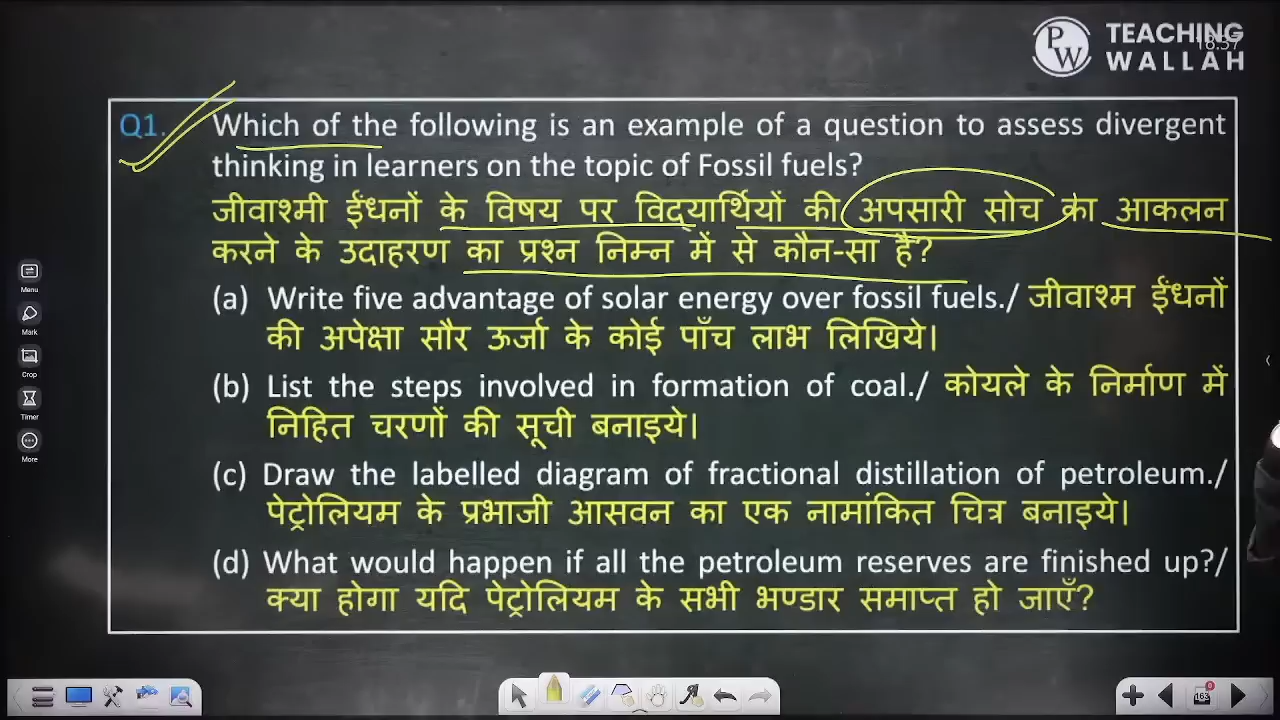 PW TEACHING
WALLAH
18:37
Q1. Which of the following is an example of a question to assess divergent
thinking in learners on the topic of Fossil fuels?
जीवाश्मी ईंधनों के विषय पर विद्यार्थियों की अपसारी सोच का आकलन
करने के उदाहरण का प्रश्न निम्न में से कौन-सा है?
(a) Write five advantage of solar energy over fossil fuels./ जीवाश्म ईंधनों
की अपेक्षा सौर ऊर्जा के कोई पाँच लाभ लिखिये।
(b) List the steps involved in formation of coal./ कोयले के निर्माण में
निहित चरणों की सूची बनाइये।
(c) Draw the labelled diagram of fractional distillation of petroleum./
पेट्रोलियम के प्रभाजी आसवन का एक नामांकित चित्र बनाइये।
(d) What would happen if all the petroleum reserves are finished up?/
क्या होगा यदि पेट्रोलियम के सभी भण्डार समाप्त हो जाएँ?
Menu
Mark
Crop
Timer
More
163